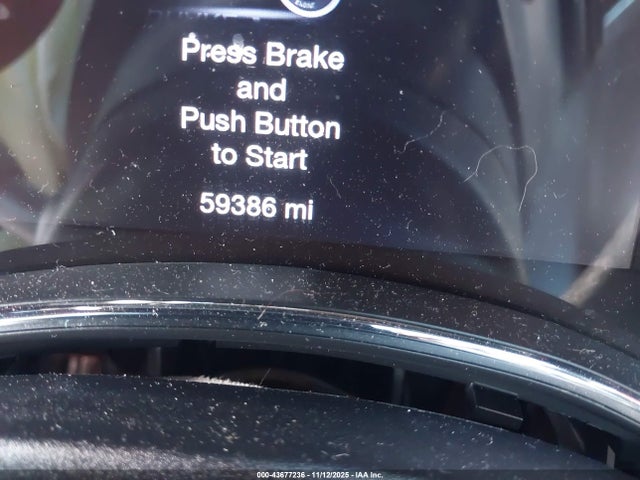 Press Brake
and
Push Button
to Start
59386 mi
000-43677236 - 11/12/2025 - IAA Inc.